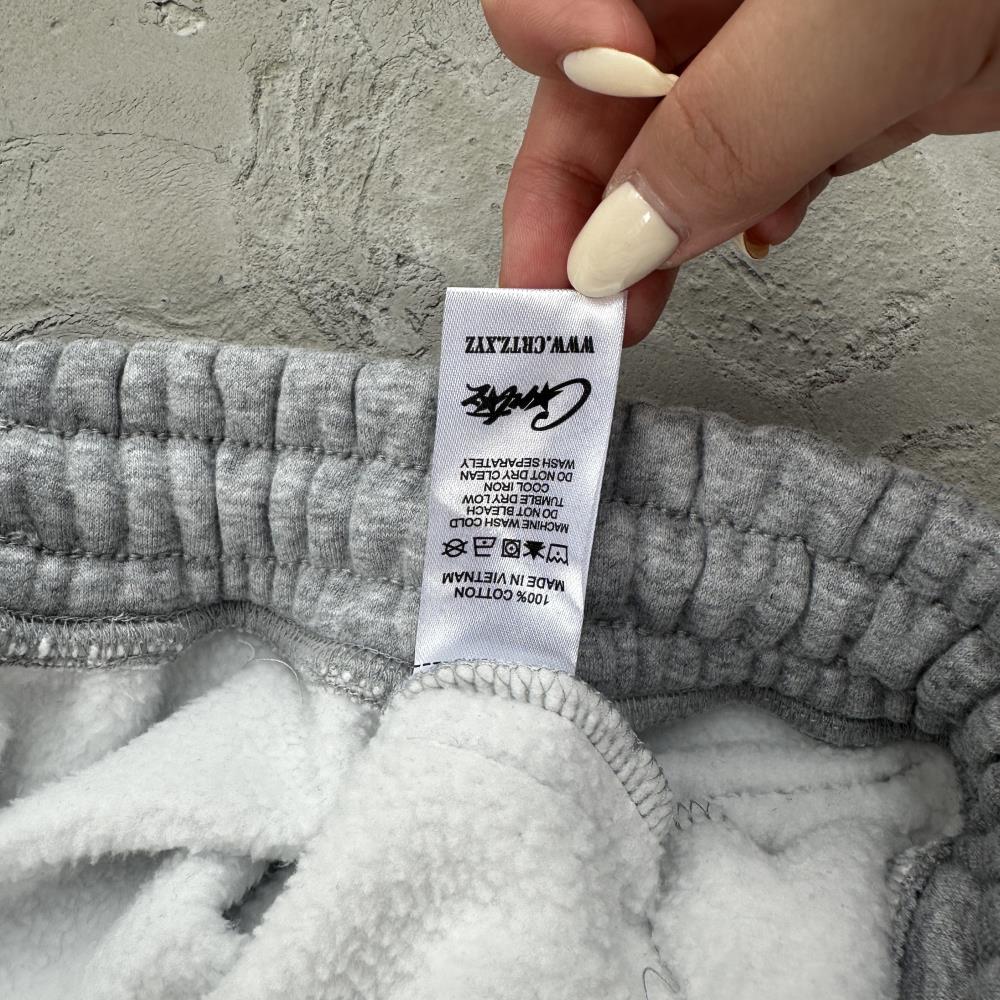 100% COTTON
MADE IN VIETNAM
MACHINE WASH COLD
DO NOT BLEACH
TUMBLE DRY LOW
COOL IRON
DO NOT DRY CLEAN
WASH SEPARATELY
Corteiz
WWW.CRTZ.XYZ